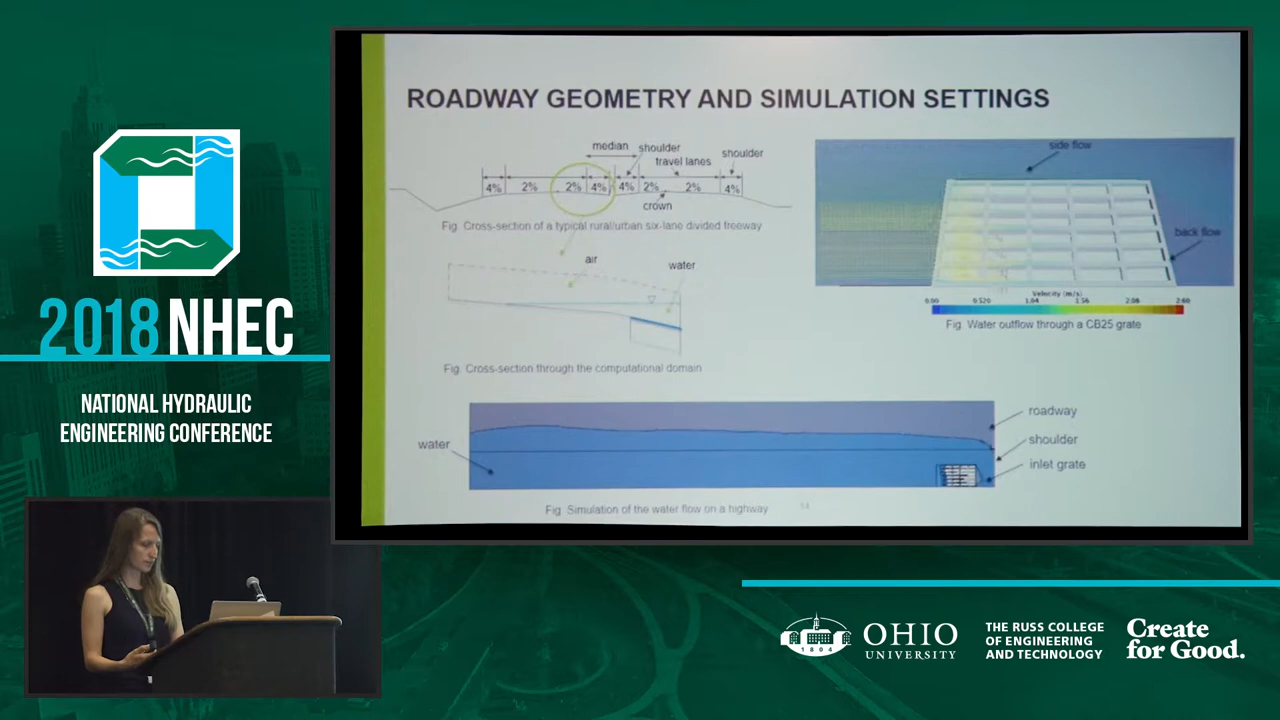 2018 NHEC
NATIONAL HYDRAULIC
ENGINEERING CONFERENCE
ROADWAY GEOMETRY AND SIMULATION SETTINGS
median
shoulder
travel lanes
shoulder
4% 2% 2% 4% 4% 2% 2% 4%
crown
Fig. Cross-section of a typical rural/urban six-lane divided freeway
air
water
Fig. Cross-section through the computational domain
side flow
back flow
Velocity (m/s)
0.00 0.520 1.04 1.56 2.08 2.60
Fig. Water outflow through a CB25 grate
water
roadway
shoulder
inlet grate
Fig. Simulation of the water flow on a highway
14
1804
OHIO
UNIVERSITY
THE RUSS COLLEGE
OF ENGINEERING
AND TECHNOLOGY
Create
for Good.